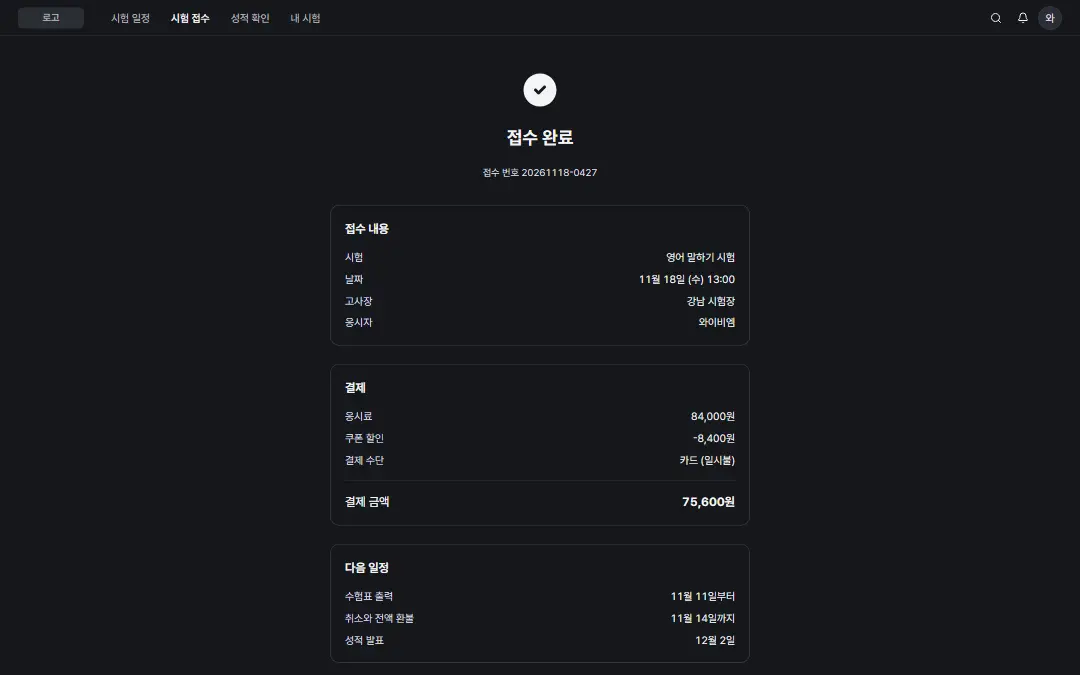 로고 시험 일정 시험 접수 성적 확인 내 시험 와
접수 완료
접수 번호 20261118-0427
접수 내용
시험 영어 말하기 시험
날짜 11월 18일 (수) 13:00
고사장 강남 시험장
응시자 와이비엠
결제
응시료 84,000원
쿠폰 할인 -8,400원
결제 수단 카드 (일시불)
결제 금액 75,600원
다음 일정
수험표 출력 11월 11일부터
취소와 전액 환불 11월 14일까지
성적 발표 12월 2일